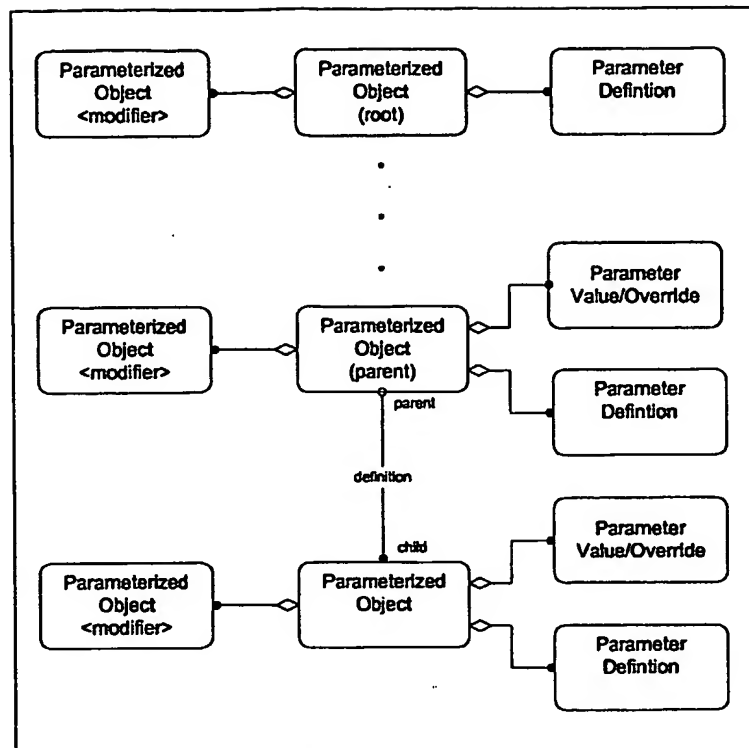 Parameterized
Object
<modifier>
Parameterized
Object
(root)
Parameter
Defintion
Parameterized
Object
<modifier>
Parameterized
Object
(parent)
Parameter
Value/Override
Parameter
Defintion
parent
definition
child
Parameterized
Object
<modifier>
Parameterized
Object
Parameter
Value/Override
Parameter
Defintion